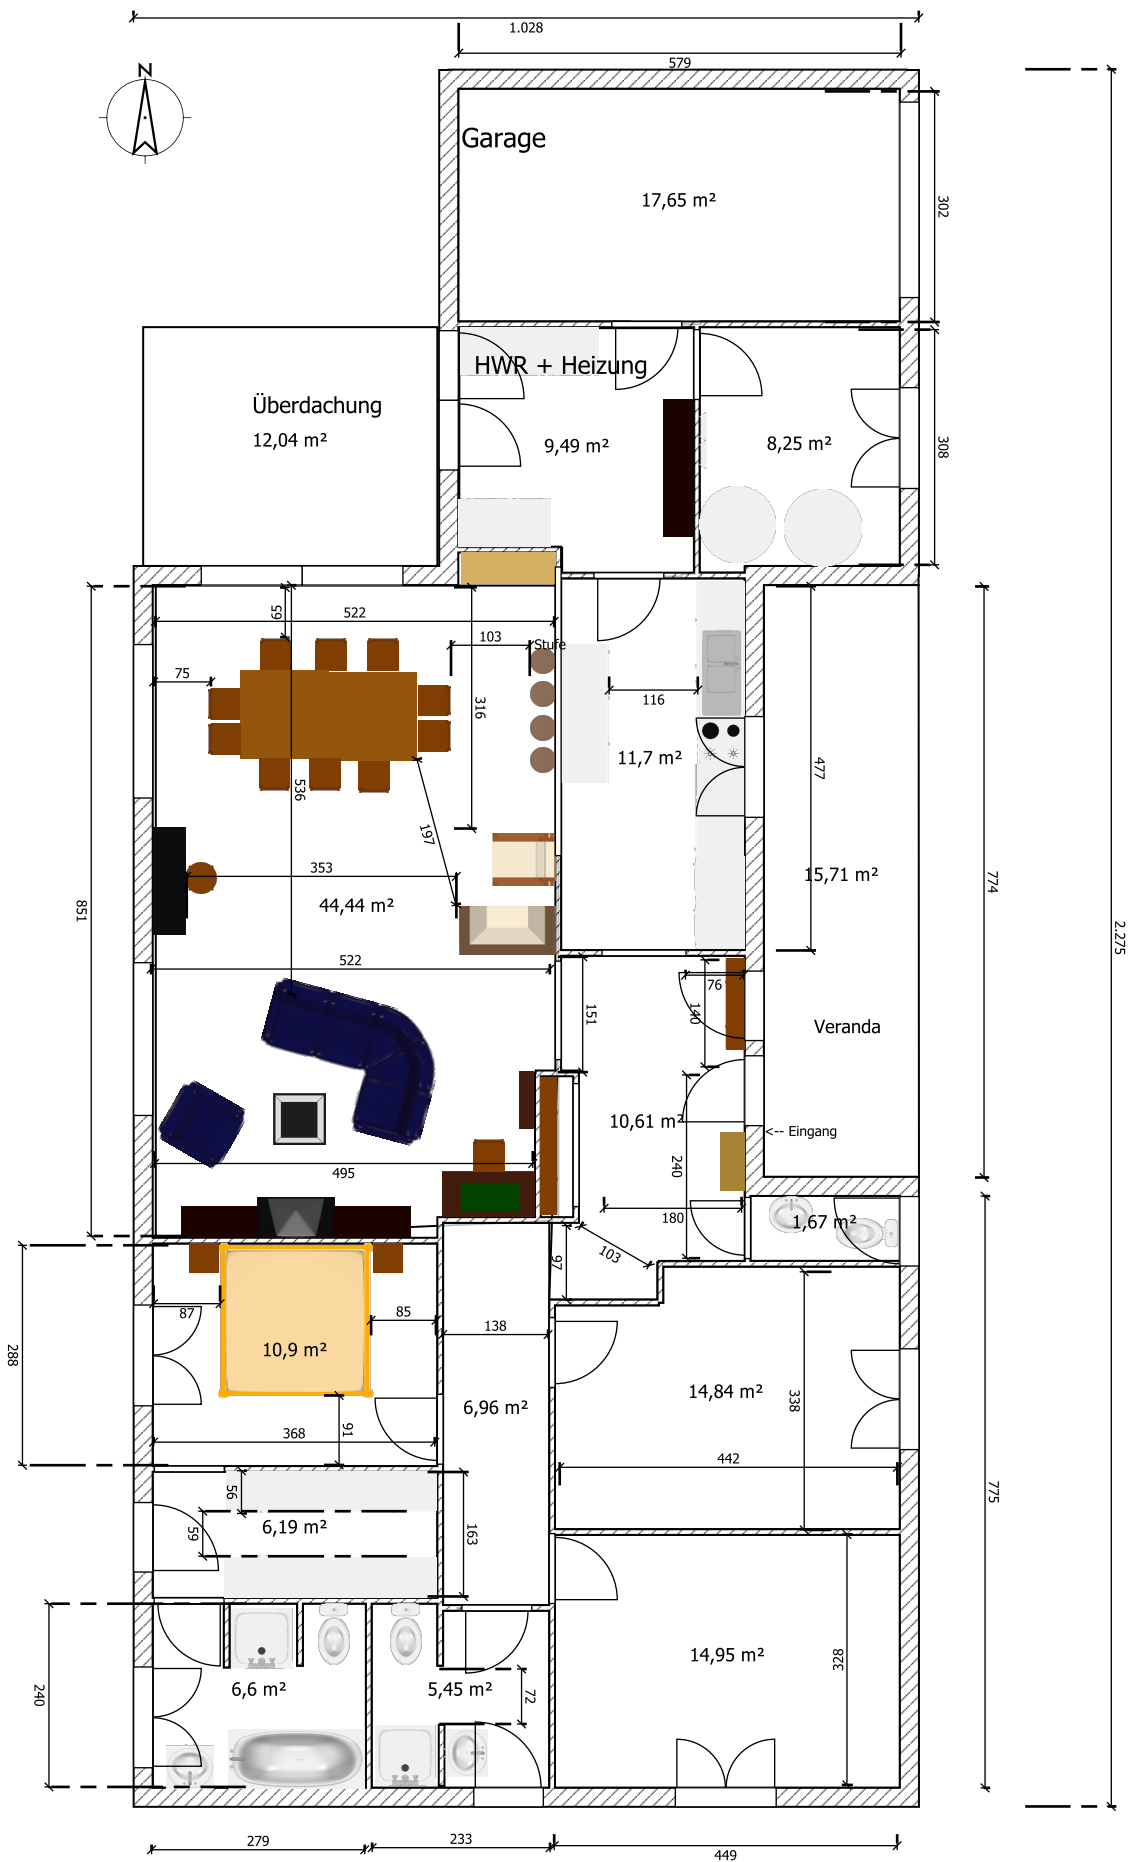 1.028
579
N
Garage
17,65 m²
302
HWR + Heizung
Überdachung
12,04 m²
9,49 m²
8,25 m²
308
59
522
103
Stufe
75
316
116
536
11,7 m²
477
197
353
44,44 m²
15,71 m²
774
851
2.275
522
76
151
140
Veranda
10,61 m²
<-- Eingang
240
495
180
1,67 m²
103
97
87
85
138
288
10,9 m²
14,84 m²
338
6,96 m²
91
368
442
775
56
6,19 m²
59
163
14,95 m²
328
240
6,6 m²
5,45 m²
72
279
233
449